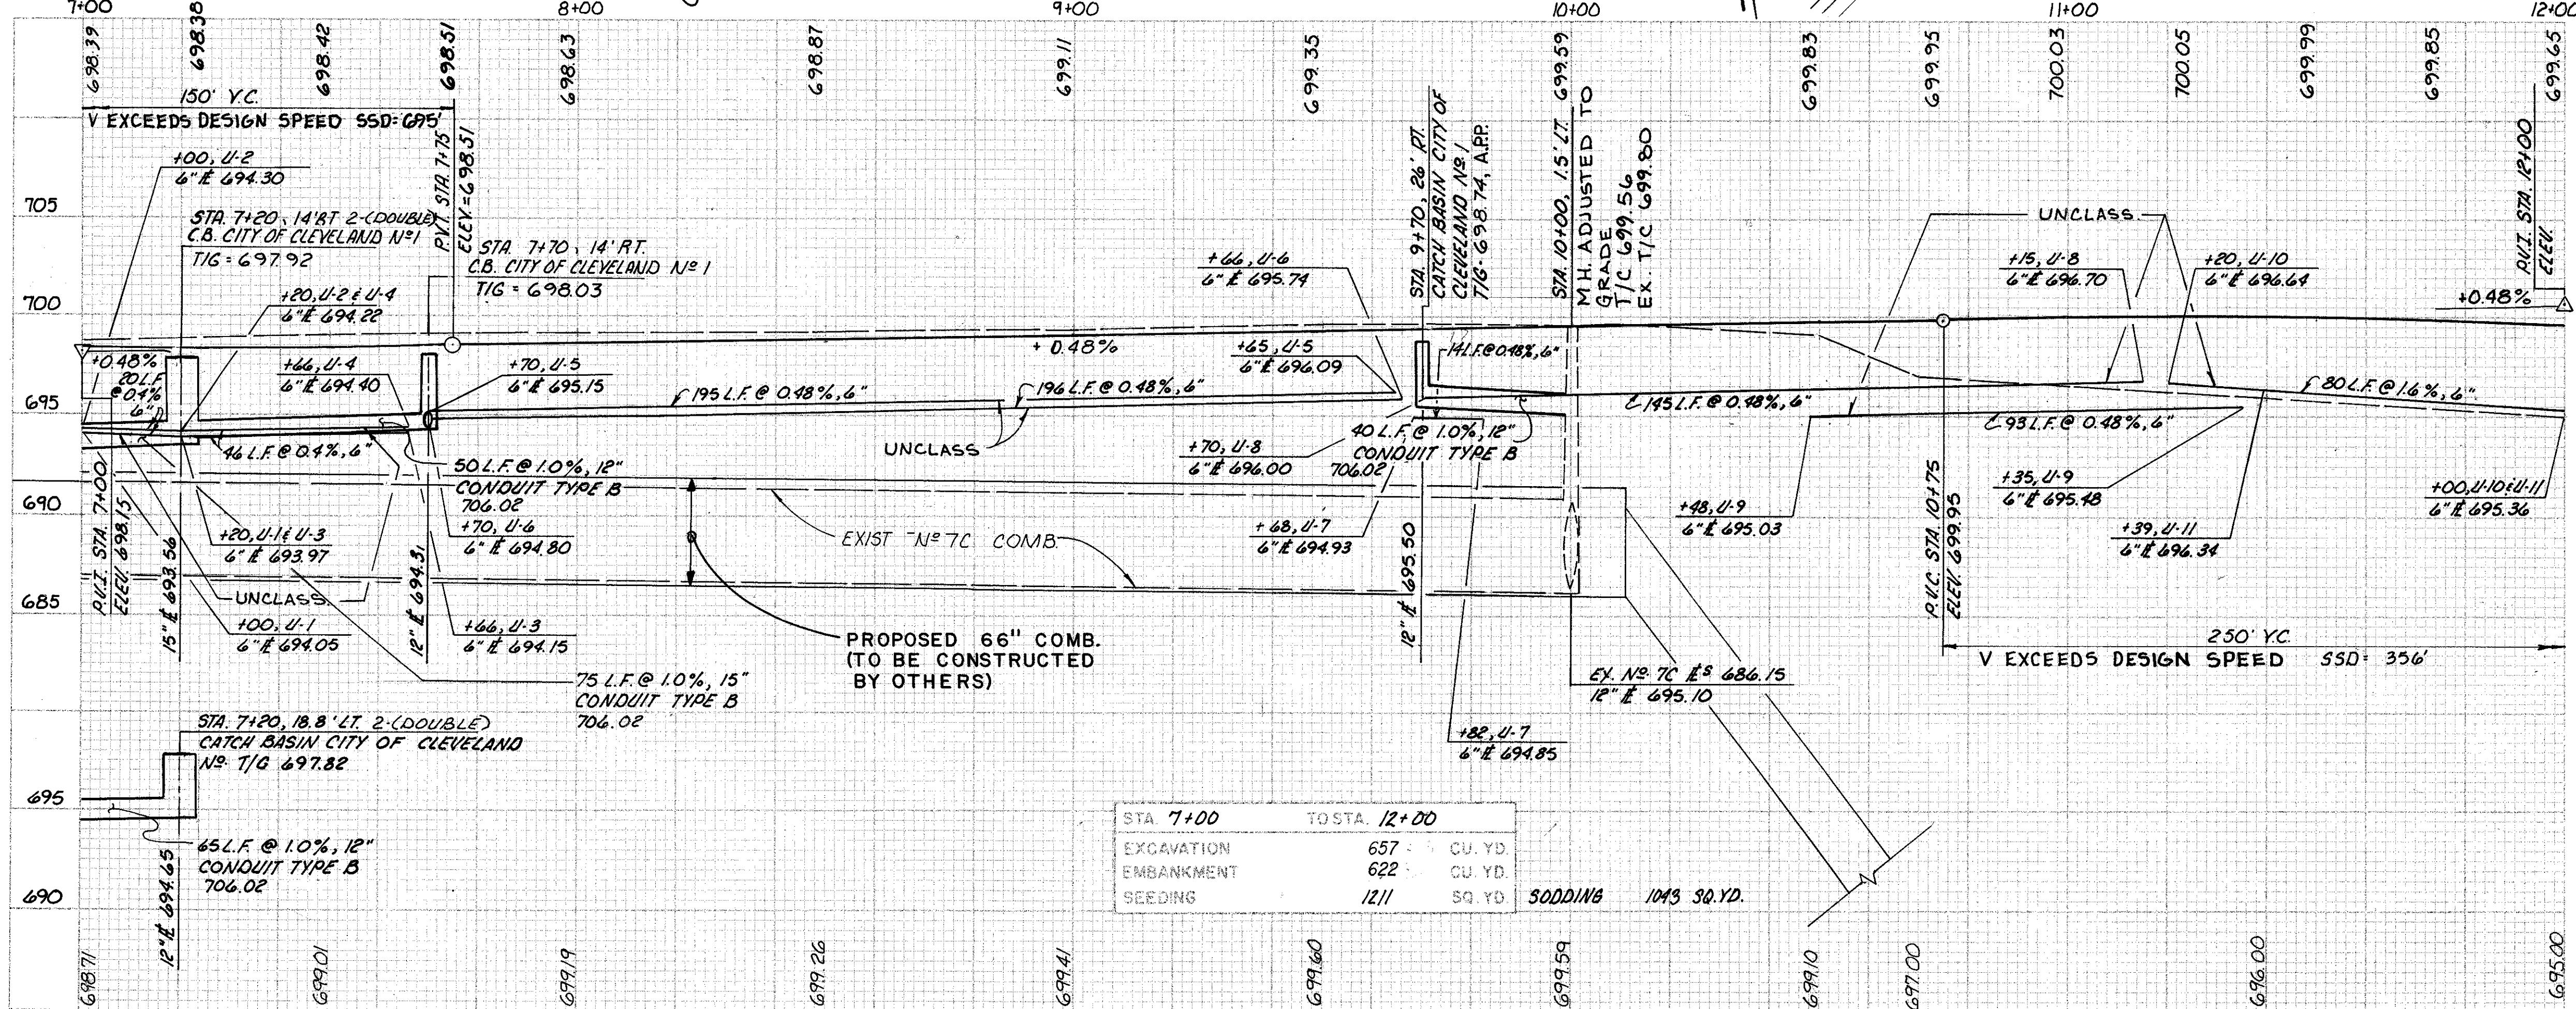 7+00 8+00 9+00 10+00 11+00 12+00
698.39
698.38
698.42
698.51
698.63
698.87
699.11
699.35
699.59
699.83
699.95
700.03
700.05
699.99
699.85
699.65
150' V.C.
V EXCEEDS DESIGN SPEED SSD=695'
P.V.T. STA. 7+75
ELEV.=698.51
+00, U-2
6" ⅊ 694.30
STA. 7+20, 14' RT 2-(DOUBLE)
C.B. CITY OF CLEVELAND Nº1
T/G = 697.92
STA. 7+70, 14' RT.
C.B. CITY OF CLEVELAND Nº 1
T/G = 698.03
+20, U-2 & U-4
6" ⅊ 694.22
+66, U-6
6" ⅊ 695.74
STA. 9+70, 26' RT.
CATCH BASIN CITY OF
CLEVELAND Nº 1
T/G-698.74, A.P.P.
STA. 10+00, 1.5' LT.
M.H. ADJUSTED TO
GRADE
T/C 699.56
EX. T/C 699.80
UNCLASS.
+15, U-8
6" ⅊ 696.70
+20, U-10
6" ⅊ 696.64
P.V.I. STA. 12+00
ELEV.
+0.48%
705
700
695
690
685
+0.48%
20 L.F.
@ 0.4%
6"
+66, U-4
6" ⅊ 694.40
+70, U-5
6" ⅊ 695.15
+ 0.48%
+65, U-5
6" ⅊ 696.09
14 L.F. @ 0.48%, 6"
195 L.F. @ 0.48%, 6"
196 L.F. @ 0.48%, 6"
145 L.F. @ 0.48%, 6"
80 L.F. @ 1.6%, 6"
93 L.F. @ 0.48%, 6"
46 L.F. @ 0.4%, 6"
UNCLASS
50 L.F. @ 1.0%, 12"
CONDUIT TYPE B
706.02
+70, U-8
6" ⅊ 696.00
40 L.F. @ 1.0%, 12"
CONDUIT TYPE B
706.02
P.V.I. STA. 7+00
ELEV. 698.15
15" ⅊ 693.56
+20, U-1 & U-3
6" ⅊ 693.97
12" ⅊ 694.31
+70, U-6
6" ⅊ 694.80
EXIST Nº 7C COMB.
+68, U-7
6" ⅊ 694.93
+48, U-9
6" ⅊ 695.03
P.V.C. STA. 10+75
ELEV. 699.95
+35, U-9
6" ⅊ 695.48
+39, U-11
6" ⅊ 696.34
+00, U-10 & U-11
6" ⅊ 695.36
UNCLASS.
+00, U-1
6" ⅊ 694.05
+66, U-3
6" ⅊ 694.15
PROPOSED 66" COMB.
(TO BE CONSTRUCTED
BY OTHERS)
12" ⅊ 695.50
250' V.C.
V EXCEEDS DESIGN SPEED SSD= 356'
75 L.F. @ 1.0%, 15"
CONDUIT TYPE B
706.02
EX. Nº 7C ⅊S 686.15
12" ⅊ 695.10
+82, U-7
6" ⅊ 694.85
STA. 7+20, 18.8' LT. 2-(DOUBLE)
CATCH BASIN CITY OF CLEVELAND
Nº. T/G 697.82
695
690
65 L.F. @ 1.0%, 12"
CONDUIT TYPE B
706.02
12" ⅊ 694.65
STA. 7+00 TO STA. 12+00
EXCAVATION 657 CU. YD.
EMBANKMENT 622 CU. YD.
SEEDING 1211 SQ. YD. SODDING 1043 SQ.YD.
698.71
699.01
699.19
699.26
699.41
699.60
699.59
699.10
697.00
696.00
695.00